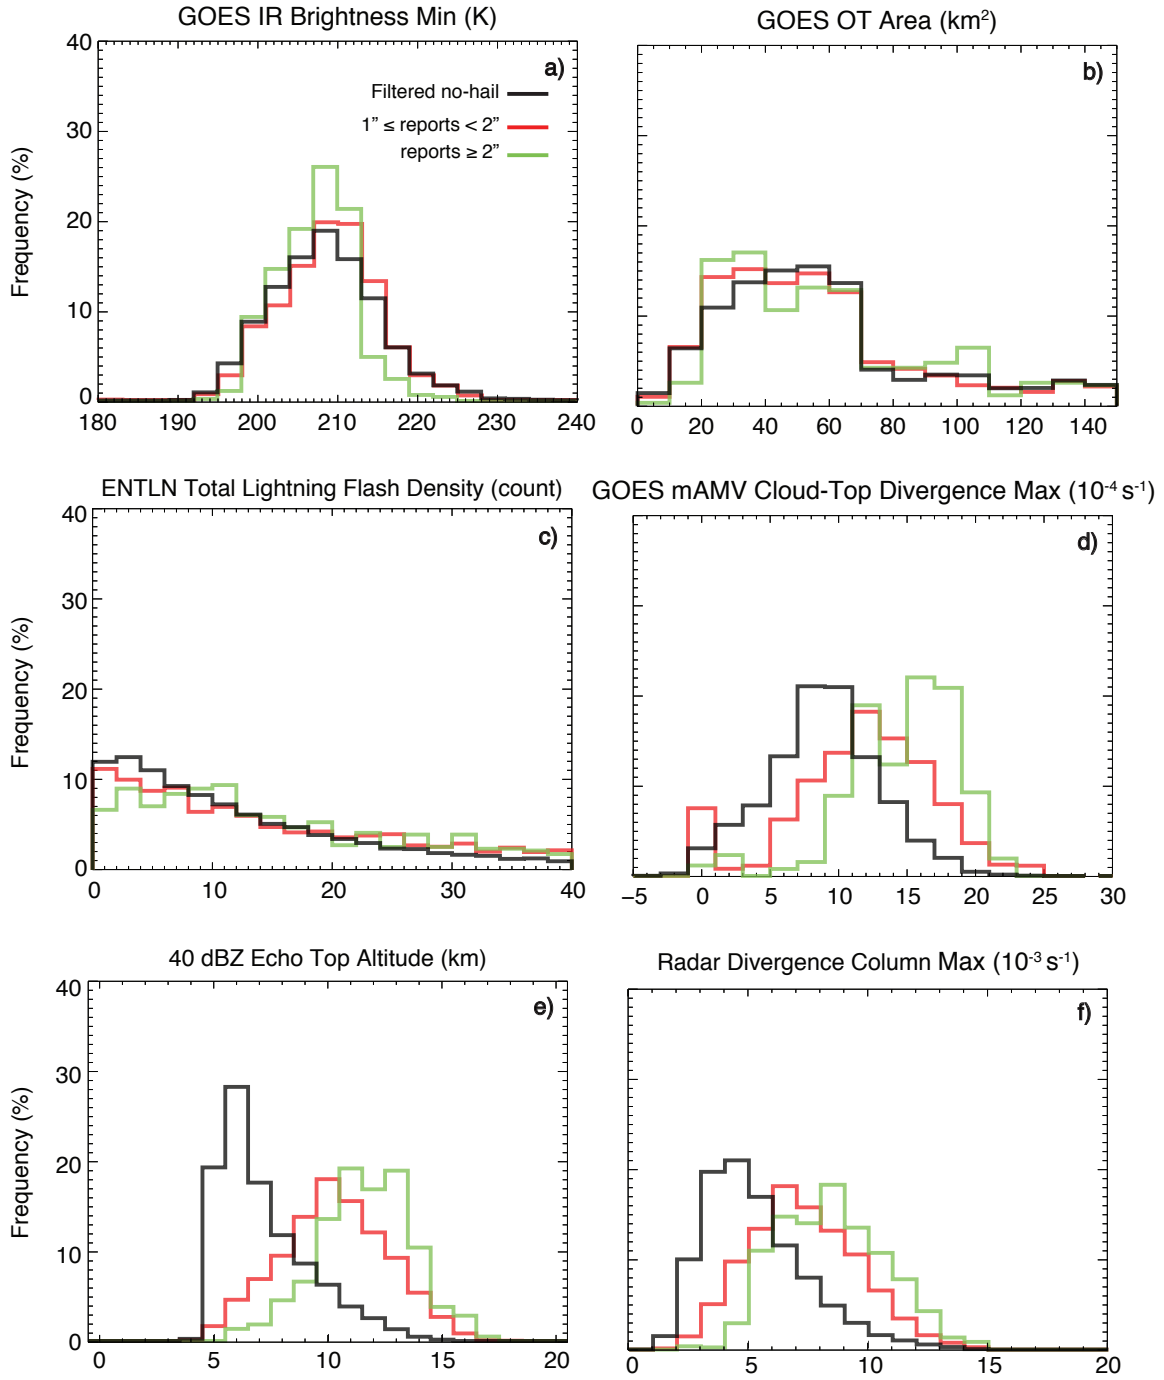 GOES IR Brightness Min (K)
a)
Filtered no-hail
1” ≤ reports < 2”
reports ≥ 2”
Frequency (%)
40
30
20
10
0
180 190 200 210 220 230 240
GOES OT Area (km²)
b)
0 20 40 60 80 100 120 140
ENTLN Total Lightning Flash Density (count)
c)
Frequency (%)
40
30
20
10
0
0 10 20 30 40
GOES mAMV Cloud-Top Divergence Max (10⁻⁴ s⁻¹)
d)
−5 0 5 10 15 20 25 30
40 dBZ Echo Top Altitude (km)
e)
Frequency (%)
40
30
20
10
0
0 5 10 15 20
Radar Divergence Column Max (10⁻³ s⁻¹)
f)
0 5 10 15 20